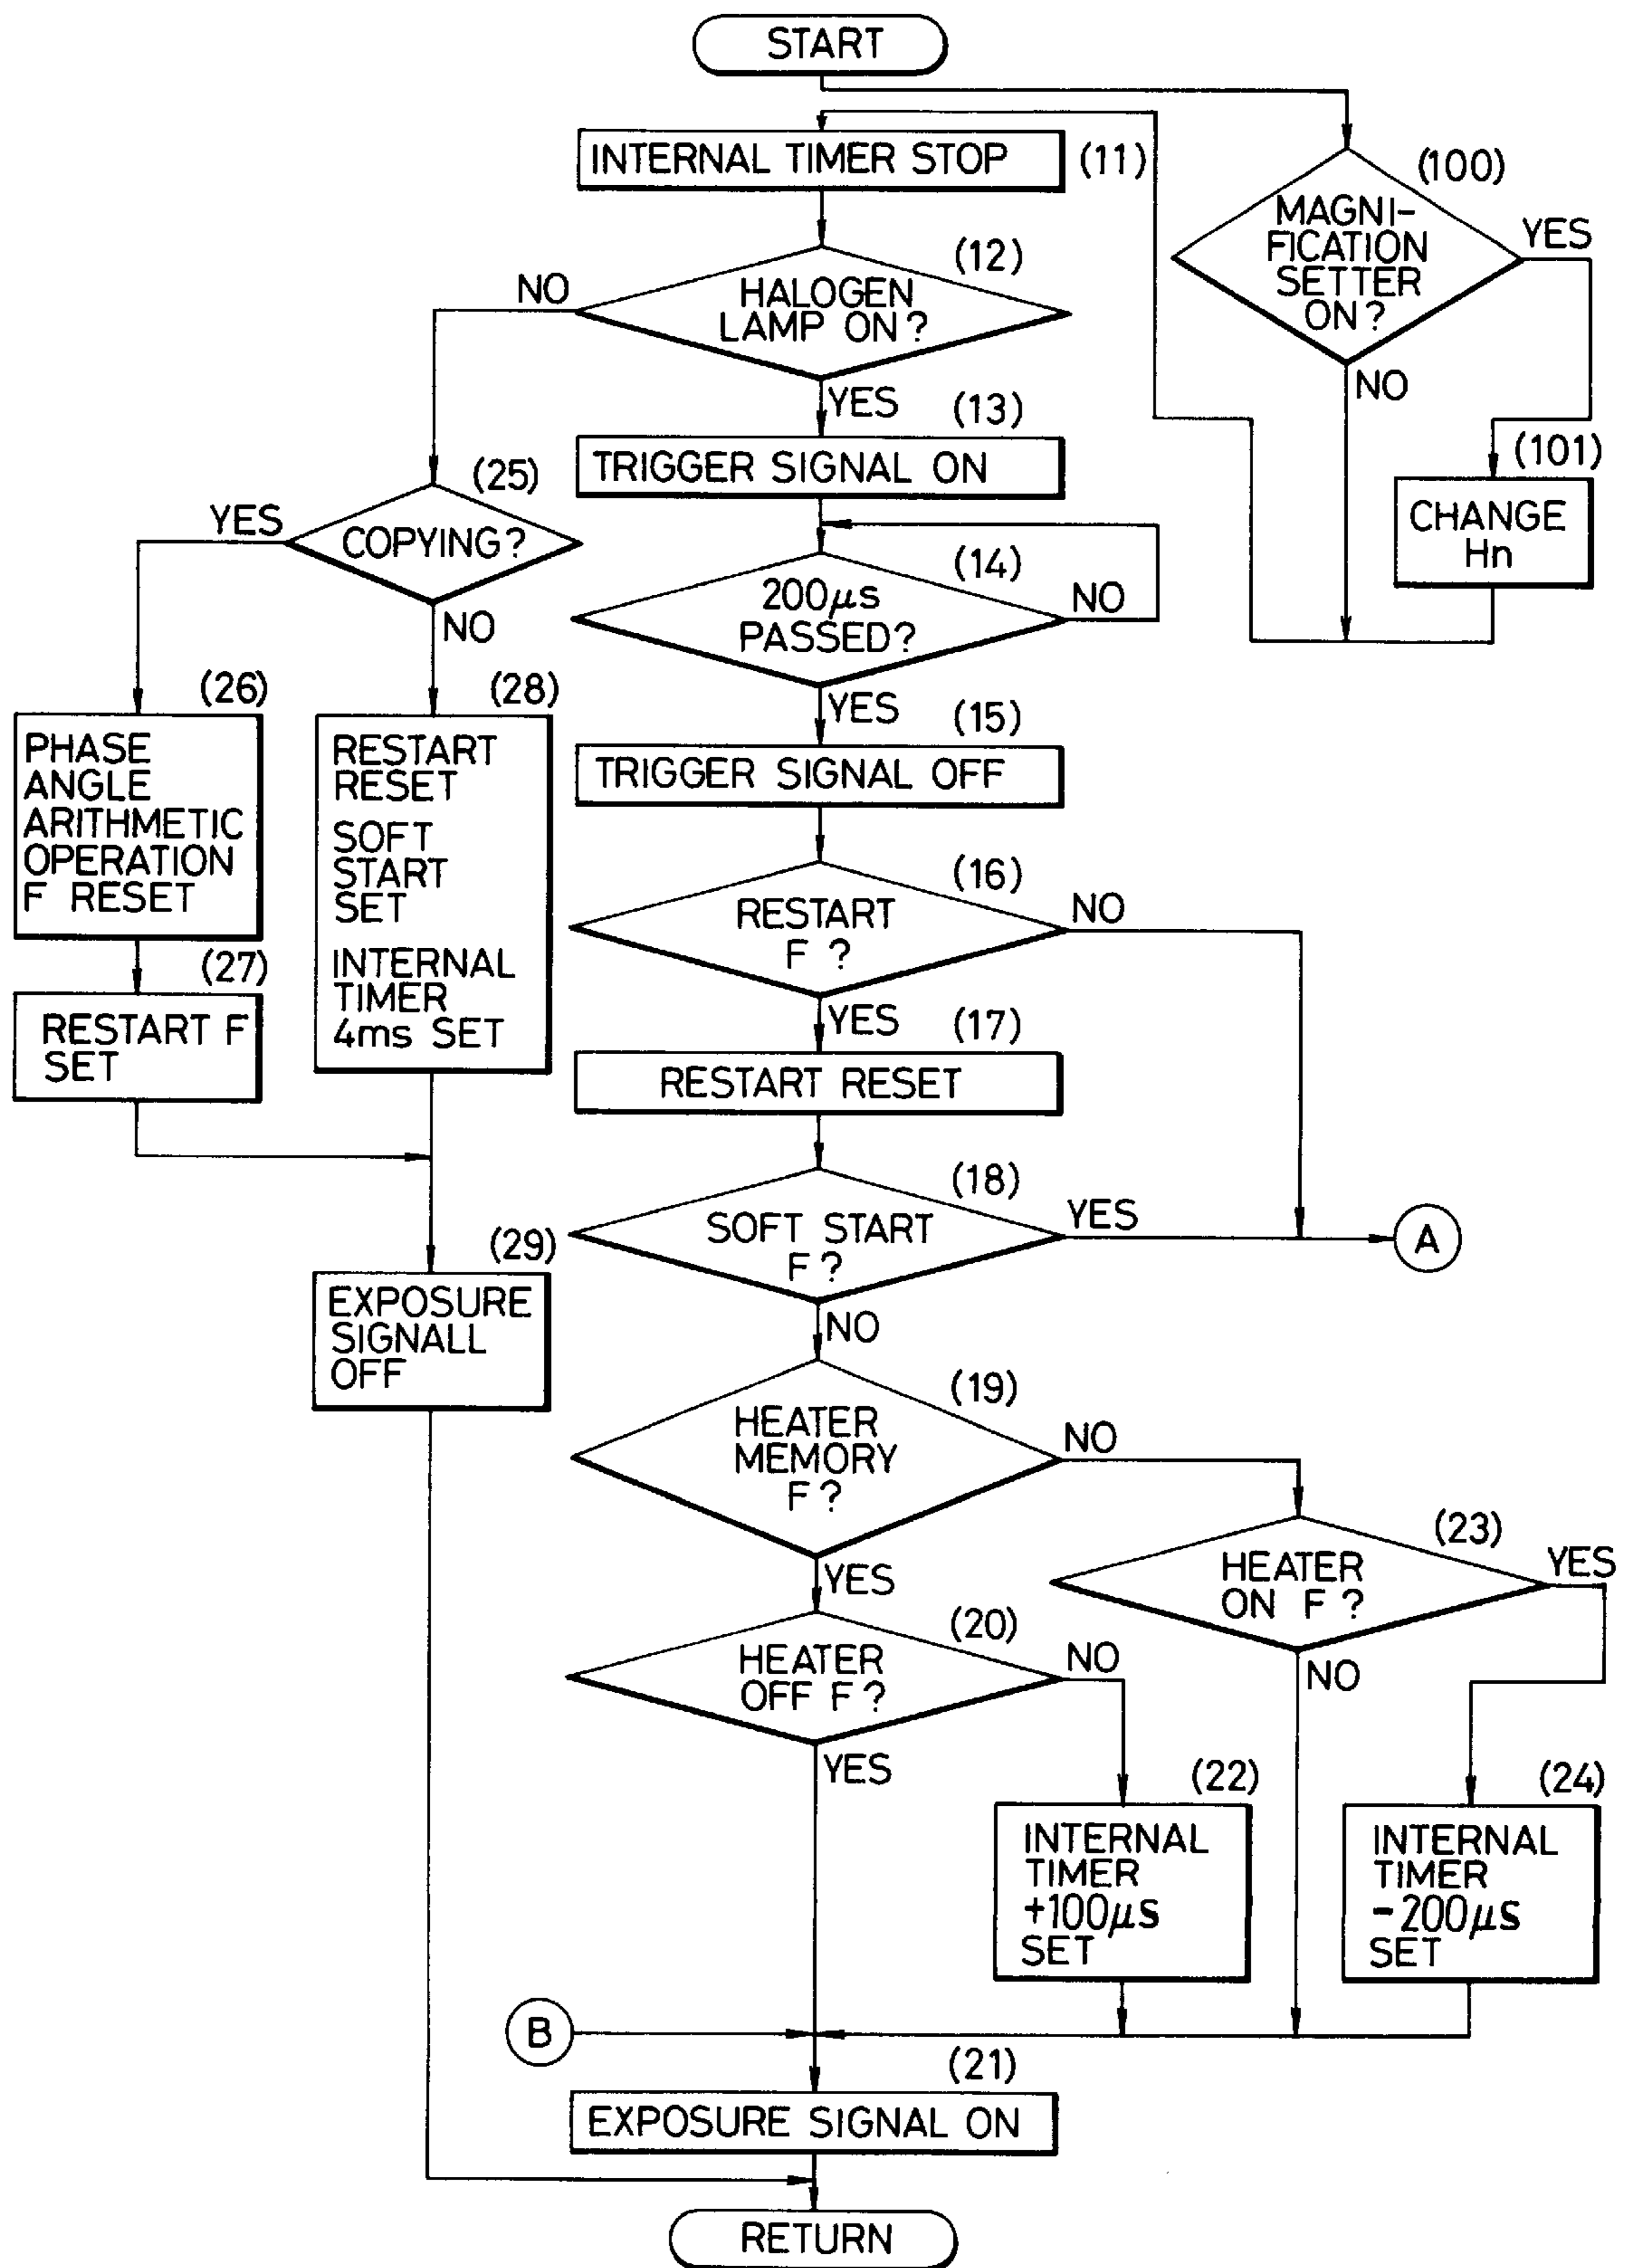 START
INTERNAL TIMER STOP
(11)
(100)
MAGNI-
FICATION
SETTER
ON?
YES
NO
(101)
CHANGE
Hn
(12)
HALOGEN
LAMP ON?
NO
YES
(13)
TRIGGER SIGNAL ON
(14)
200μs
PASSED?
NO
YES
(15)
TRIGGER SIGNAL OFF
(16)
RESTART
F ?
NO
YES
(17)
RESTART RESET
(18)
SOFT START
F?
YES
A
NO
(19)
HEATER
MEMORY
F?
NO
YES
(20)
HEATER
OFF F?
NO
YES
(22)
INTERNAL
TIMER
+100μs
SET
(23)
HEATER
ON F ?
YES
NO
(24)
INTERNAL
TIMER
-200μs
SET
(25)
COPYING?
YES
NO
(26)
PHASE
ANGLE
ARITHMETIC
OPERATION
F RESET
(27)
RESTART F
SET
(28)
RESTART
RESET
SOFT
START
SET
INTERNAL
TIMER
4ms SET
(29)
EXPOSURE
SIGNALL
OFF
B
(21)
EXPOSURE SIGNAL ON
RETURN